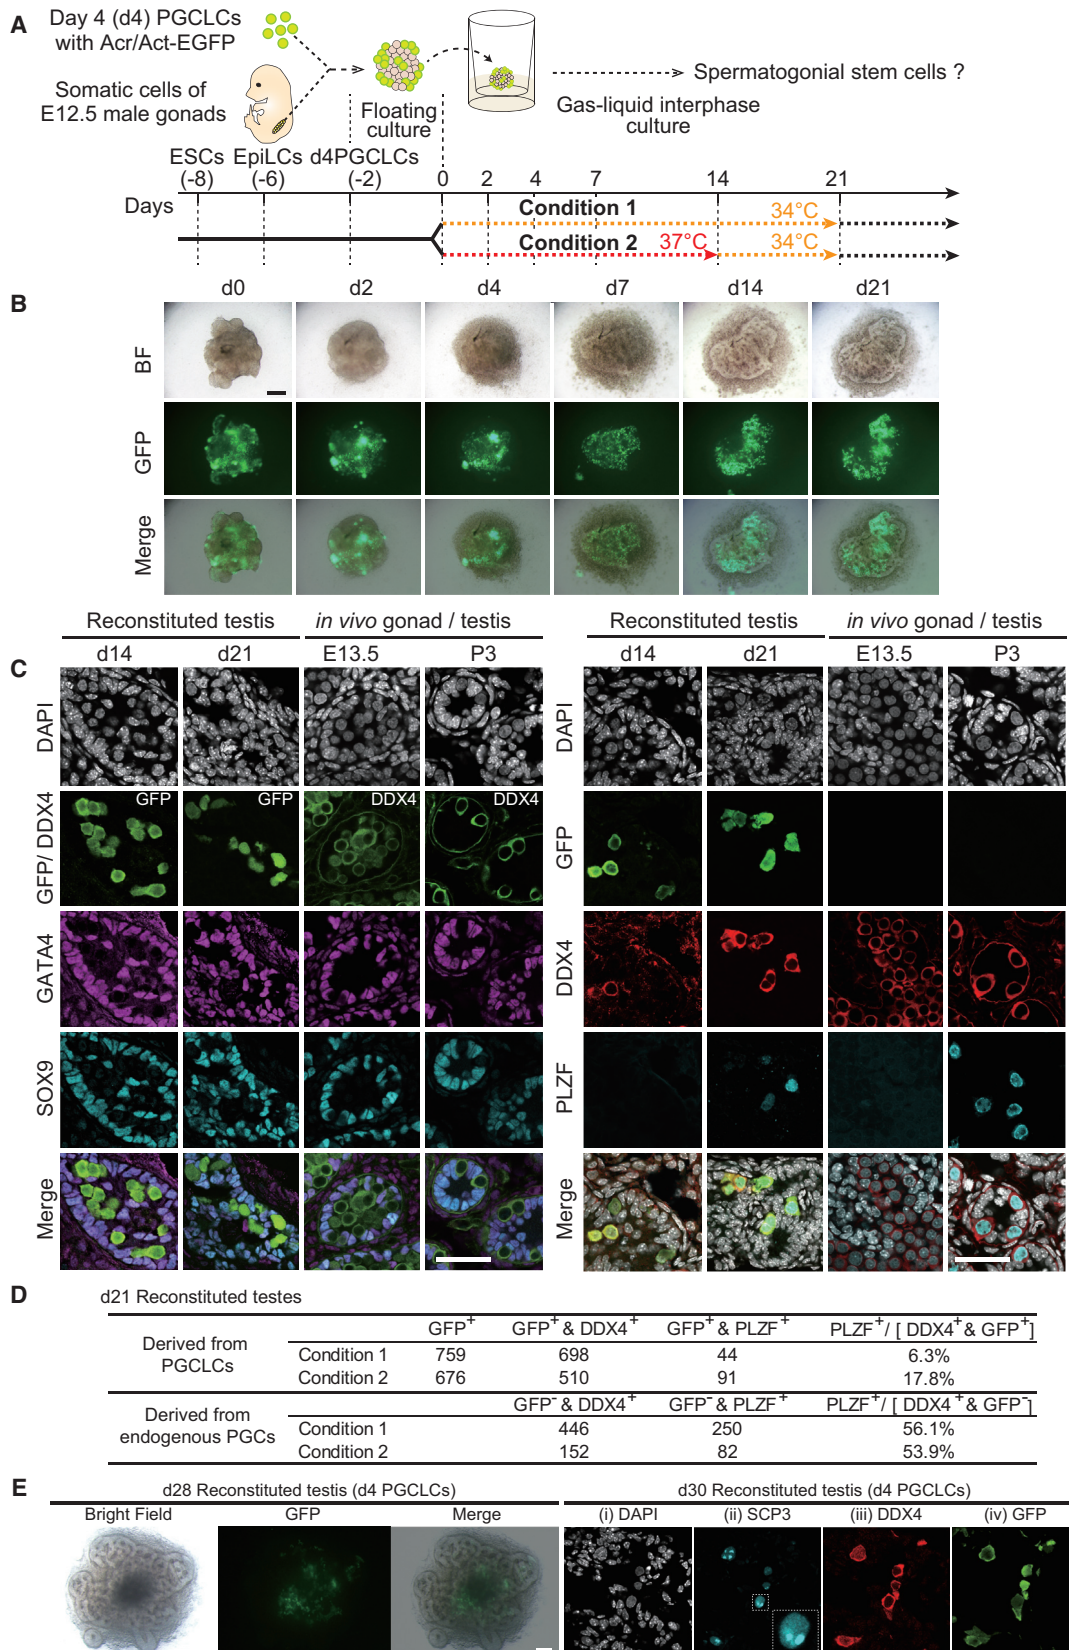 A
Day 4 (d4) PGCLCs
with Acr/Act-EGFP
Somatic cells of
E12.5 male gonads
Floating
culture
Gas-liquid interphase
culture
Spermatogonial stem cells ?
ESCs EpiLCs d4PGCLCs
(-8) (-6) (-2) 0 2 4 7 14 21
Days
Condition 1 34°C
Condition 2 37°C 34°C
B
d0 d2 d4 d7 d14 d21
BF
GFP
Merge
Reconstituted testis in vivo gonad / testis Reconstituted testis in vivo gonad / testis
C
d14 d21 E13.5 P3 d14 d21 E13.5 P3
DAPI
GFP/ DDX4
GFP GFP DDX4 DDX4
GATA4
SOX9
Merge
DAPI
GFP
DDX4
PLZF
Merge
D
d21 Reconstituted testes
GFP+ GFP+ & DDX4+ GFP+ & PLZF+ PLZF+/ [ DDX4+ & GFP+]
Derived from
PGCLCs
Condition 1 759 698 44 6.3%
Condition 2 676 510 91 17.8%
GFP- & DDX4+ GFP- & PLZF+ PLZF+/ [ DDX4+ & GFP-]
Derived from
endogenous PGCs
Condition 1 446 250 56.1%
Condition 2 152 82 53.9%
E
d28 Reconstituted testis (d4 PGCLCs) d30 Reconstituted testis (d4 PGCLCs)
Bright Field GFP Merge (i) DAPI (ii) SCP3 (iii) DDX4 (iv) GFP